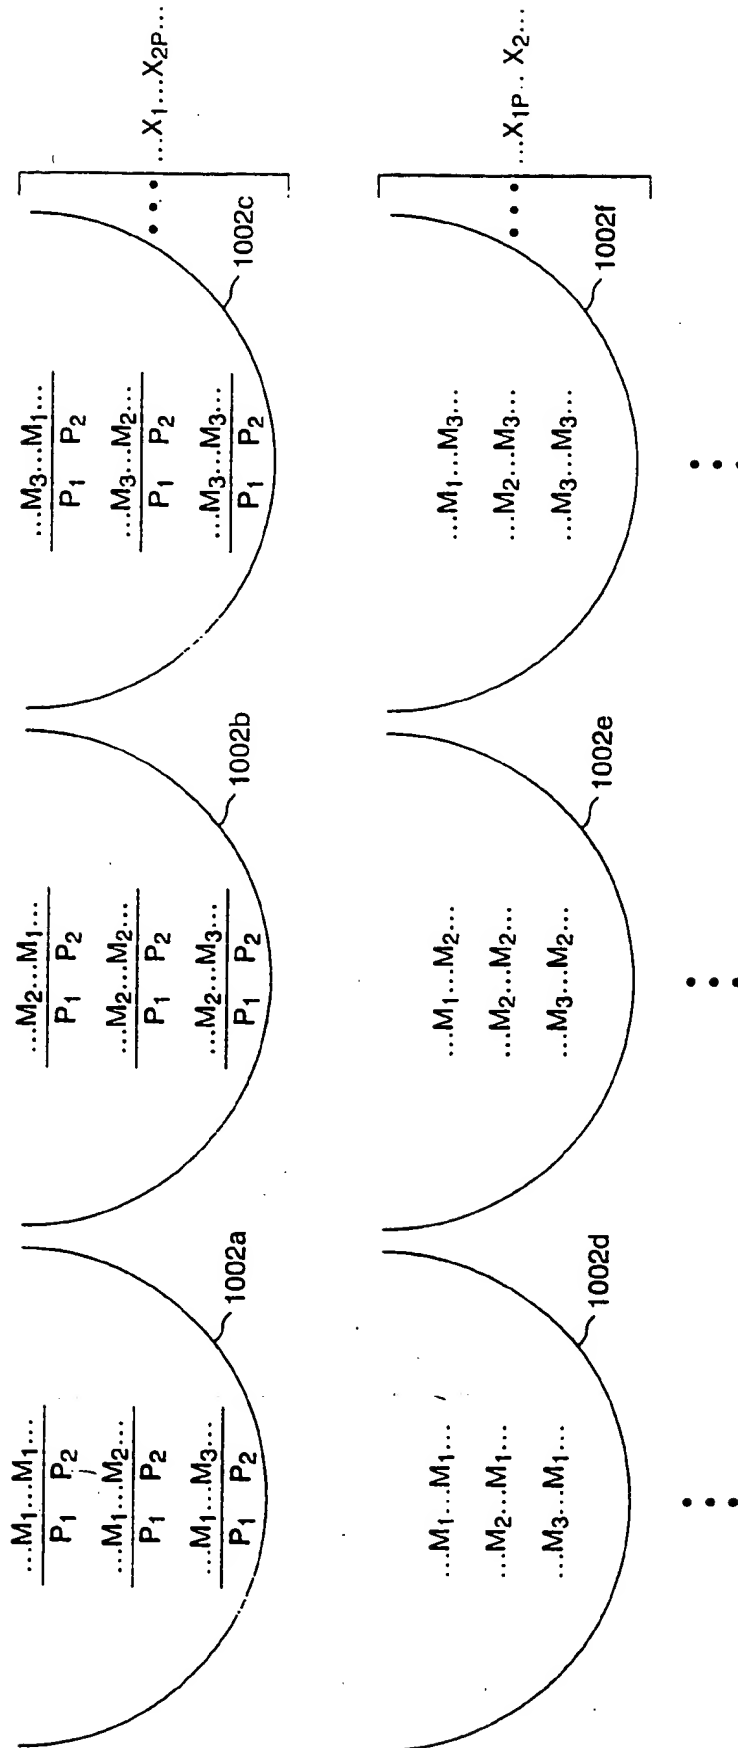 ...M₁...M₁...
P₁ P₂
...M₁...M₂...
P₁ P₂
...M₁...M₃...
P₁ P₂
1002a
...M₂...M₁...
P₁ P₂
...M₂...M₂...
P₁ P₂
...M₂...M₃...
P₁ P₂
1002b
...M₃...M₁...
P₁ P₂
...M₃...M₂...
P₁ P₂
...M₃...M₃...
P₁ P₂
1002c
...X₁...X₂P...
...M₁...M₁...
...M₂...M₁...
...M₃...M₁...
1002d
...M₁...M₂...
...M₂...M₂...
...M₃...M₂...
1002e
...M₁...M₃...
...M₂...M₃...
...M₃...M₃...
1002f
...X₁P... X₂...